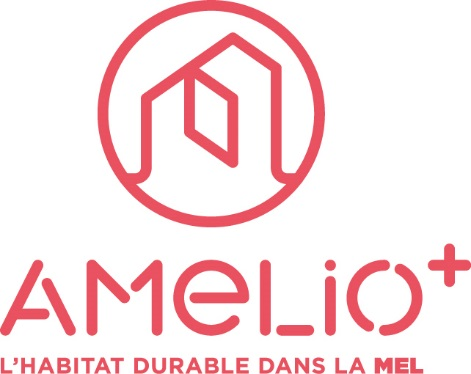 AMeLiO+
L'HABITAT DURABLE DANS LA MEL